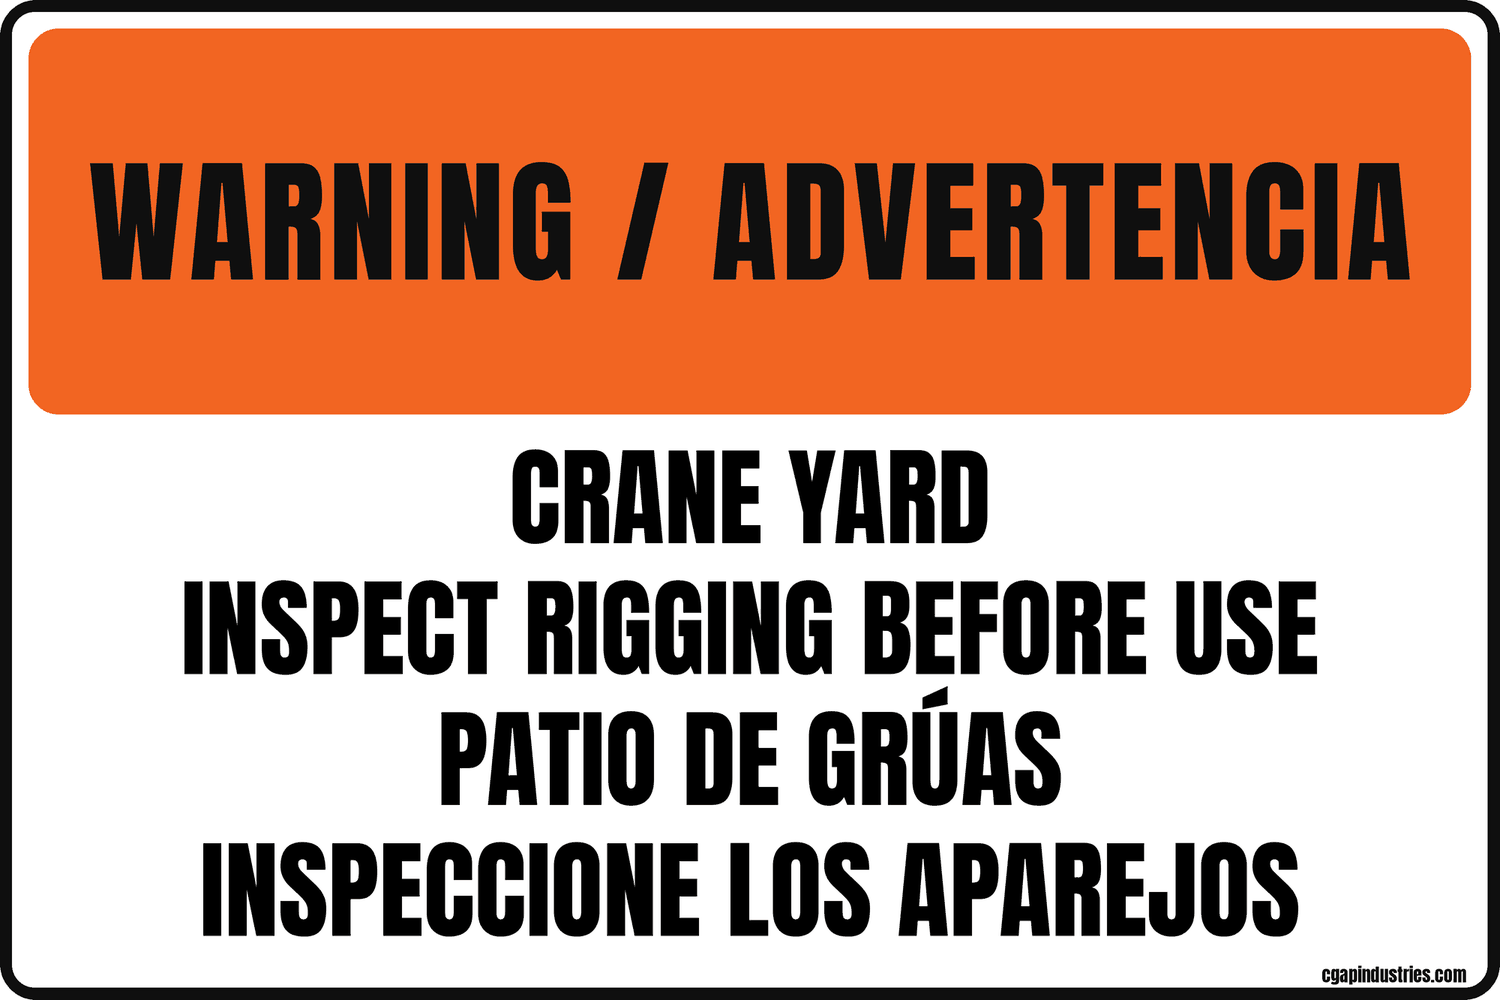 WARNING / ADVERTENCIA
CRANE YARD
INSPECT RIGGING BEFORE USE
PATIO DE GRÚAS
INSPECCIONE LOS APAREJOS
cgapindustries.com